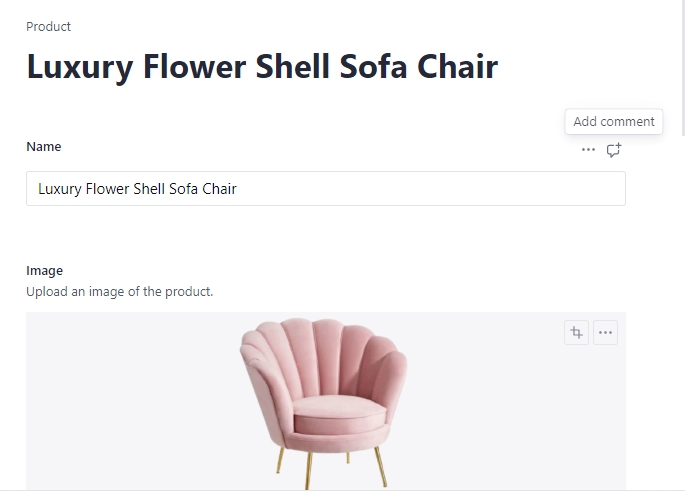 Product
Luxury Flower Shell Sofa Chair
Add comment
Name
Luxury Flower Shell Sofa Chair
Image
Upload an image of the product.